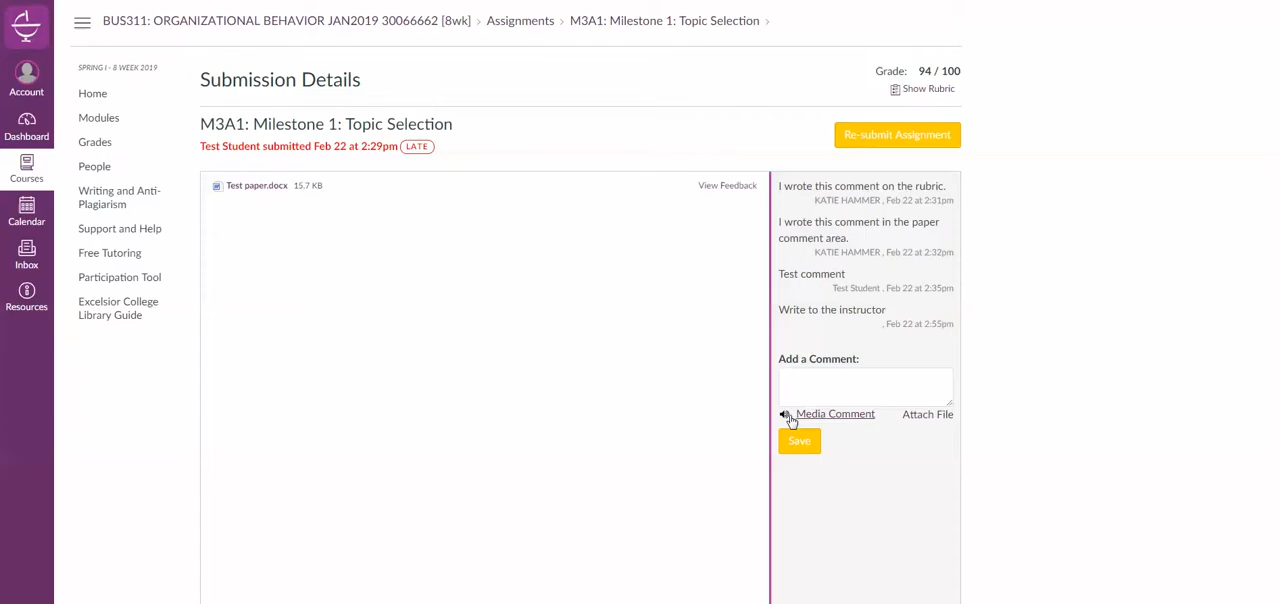 BUS311: ORGANIZATIONAL BEHAVIOR JAN2019 30066662 [8wk] › Assignments › M3A1: Milestone 1: Topic Selection ›
Account
Dashboard
Courses
Calendar
Inbox
Resources
SPRING I - 8 WEEK 2019
Home
Modules
Grades
People
Writing and Anti-
Plagiarism
Support and Help
Free Tutoring
Participation Tool
Excelsior College
Library Guide
Submission Details
Grade: 94 / 100
Show Rubric
M3A1: Milestone 1: Topic Selection
Test Student submitted Feb 22 at 2:29pm LATE
Re-submit Assignment
Test paper.docx 15.7 KB
View Feedback
I wrote this comment on the rubric.
KATIE HAMMER , Feb 22 at 2:31pm
I wrote this comment in the paper
comment area.
KATIE HAMMER , Feb 22 at 2:32pm
Test comment
Test Student , Feb 22 at 2:35pm
Write to the instructor
, Feb 22 at 2:55pm
Add a Comment:
Media Comment
Attach File
Save